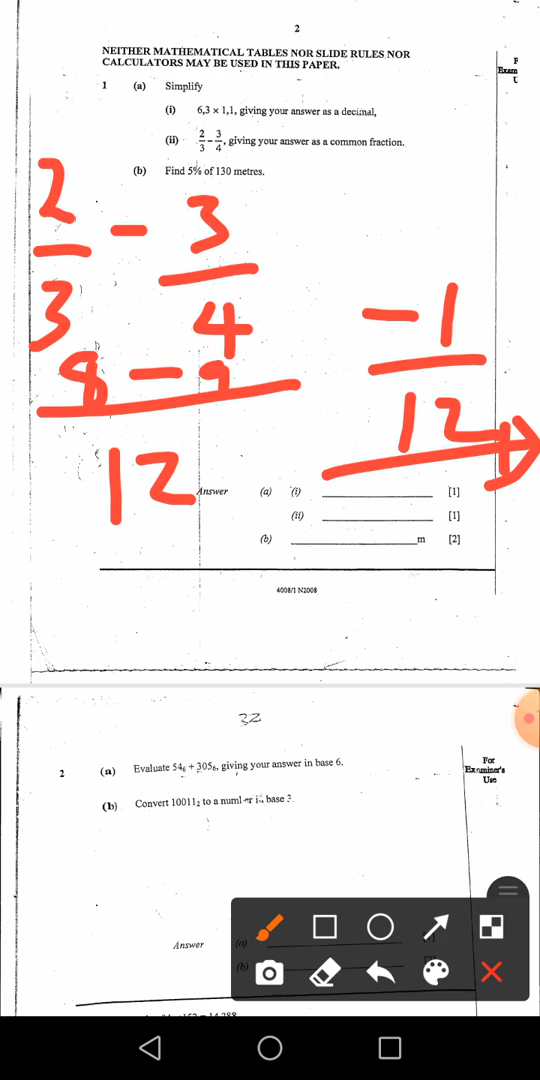 2
NEITHER MATHEMATICAL TABLES NOR SLIDE RULES NOR
CALCULATORS MAY BE USED IN THIS PAPER.
F
Exam
U
1 (a) Simplify
(i) 6,3 × 1,1, giving your answer as a decimal,
(ii) 2/3 − 3/4, giving your answer as a common fraction.
(b) Find 5% of 130 metres.
2/3 − 3/4
8 − 9
12
− 1
12
Answer (a) (i) [1]
(ii) [1]
(b) m [2]
4008/1 N2008
32
2 (a) Evaluate 54₆ + 305₆, giving your answer in base 6.
For
Examiner's
Use
(b) Convert 10011₂ to a number in base 3.
Answer (a)
(b)